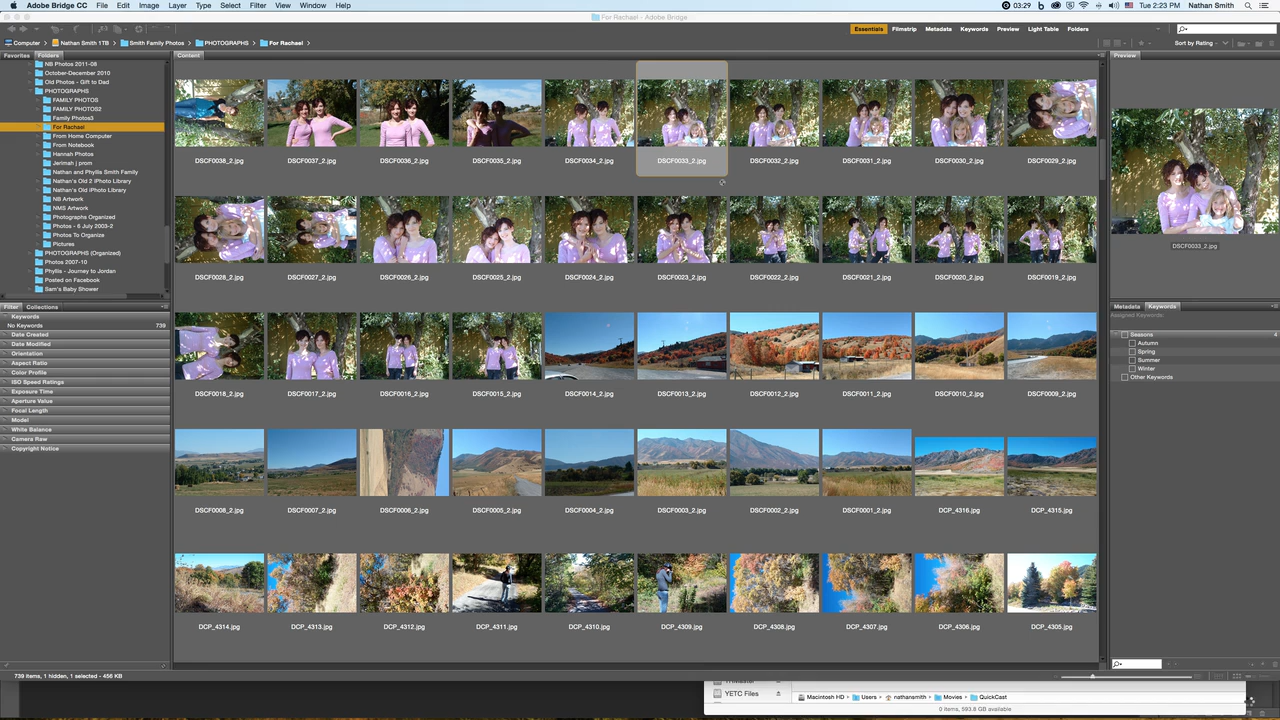 Adobe Bridge CC File Edit Image Layer Type Select Filter View Window Help 03:29 Tue 2:23 PM Nathan Smith
For Rachael - Adobe Bridge
Essentials Filmstrip Metadata Keywords Preview Light Table Folders
Computer Nathan Smith 1TB Smith Family Photos PHOTOGRAPHS For Rachael Sort by Rating
Favorites Folders Content Preview
NB Photos 2011-08
October-December 2010
Old Photos - Gift to Dad
PHOTOGRAPHS
FAMILY PHOTOS
FAMILY PHOTOS2
Family Photos3
For Rachael
From Home Computer
From Notebook
Hannah Photos
Jerimah j prom
Nathan and Phyllis Smith Family
Nathan's Old 2 iPhoto Library
Nathan's Old iPhoto Library
NB Artwork
NMS Artwork
Photographs Organized
Photos - 6 July 2003-2
Photos To Organize
Pictures
PHOTOGRAPHS (Organized)
Photos 2007-10
Phyllis - Journey to Jordan
Posted on Facebook
Sam's Baby Shower
Filter Collections
Keywords
No Keywords 739
Date Created
Date Modified
Orientation
Aspect Ratio
Color Profile
ISO Speed Ratings
Exposure Time
Aperture Value
Focal Length
Model
White Balance
Camera Raw
Copyright Notice
DSCF0038_2.jpg DSCF0037_2.jpg DSCF0036_2.jpg DSCF0035_2.jpg DSCF0034_2.jpg DSCF0033_2.jpg DSCF0032_2.jpg DSCF0031_2.jpg DSCF0030_2.jpg DSCF0029_2.jpg
DSCF0028_2.jpg DSCF0027_2.jpg DSCF0026_2.jpg DSCF0025_2.jpg DSCF0024_2.jpg DSCF0023_2.jpg DSCF0022_2.jpg DSCF0021_2.jpg DSCF0020_2.jpg DSCF0019_2.jpg
DSCF0018_2.jpg DSCF0017_2.jpg DSCF0016_2.jpg DSCF0015_2.jpg DSCF0014_2.jpg DSCF0013_2.jpg DSCF0012_2.jpg DSCF0011_2.jpg DSCF0010_2.jpg DSCF0009_2.jpg
DSCF0008_2.jpg DSCF0007_2.jpg DSCF0006_2.jpg DSCF0005_2.jpg DSCF0004_2.jpg DSCF0003_2.jpg DSCF0002_2.jpg DSCF0001_2.jpg DCP_4316.jpg DCP_4315.jpg
DCP_4314.jpg DCP_4313.jpg DCP_4312.jpg DCP_4311.jpg DCP_4310.jpg DCP_4309.jpg DCP_4308.jpg DCP_4307.jpg DCP_4306.jpg DCP_4305.jpg
DSCF0033_2.jpg
Metadata Keywords
Assigned Keywords:
Seasons 4
Autumn
Spring
Summer
Winter
Other Keywords
739 items, 1 hidden, 1 selected - 456 KB
YETC Files Macintosh HD Users nathansmith Movies QuickCast
0 items, 593.8 GB available